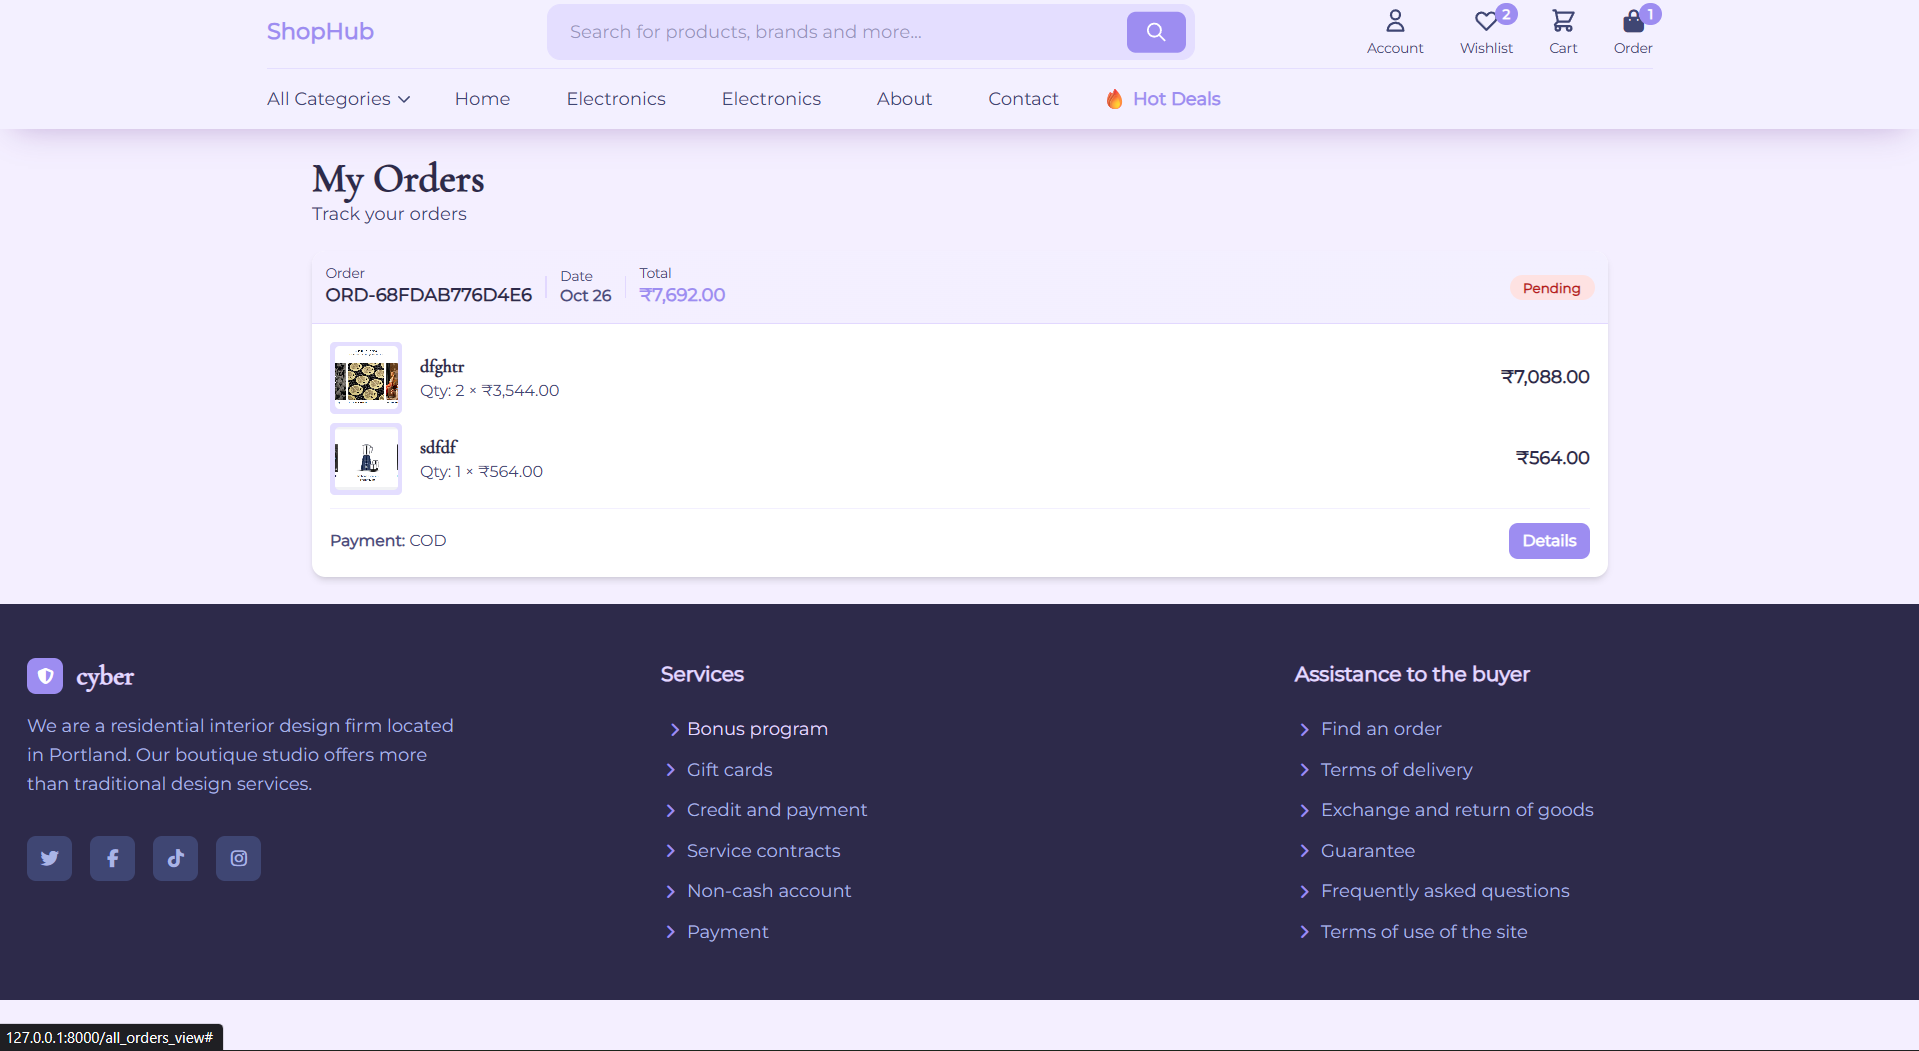 ShopHub
Search for products, brands and more...
2
1
Account
Wishlist
Cart
Order
All Categories
Home
Electronics
Electronics
About
Contact
Hot Deals
My Orders
Track your orders
Order
ORD-68FDAB776D4E6
Date
Oct 26
Total
₹7,692.00
Pending
dfghtr
Qty: 2 × ₹3,544.00
₹7,088.00
sdfdf
Qty: 1 × ₹564.00
₹564.00
Payment: COD
Details
cyber
We are a residential interior design firm located
in Portland. Our boutique studio offers more
than traditional design services.
Services
Bonus program
Gift cards
Credit and payment
Service contracts
Non-cash account
Payment
Assistance to the buyer
Find an order
Terms of delivery
Exchange and return of goods
Guarantee
Frequently asked questions
Terms of use of the site
127.0.0.1:8000/all_orders_view#